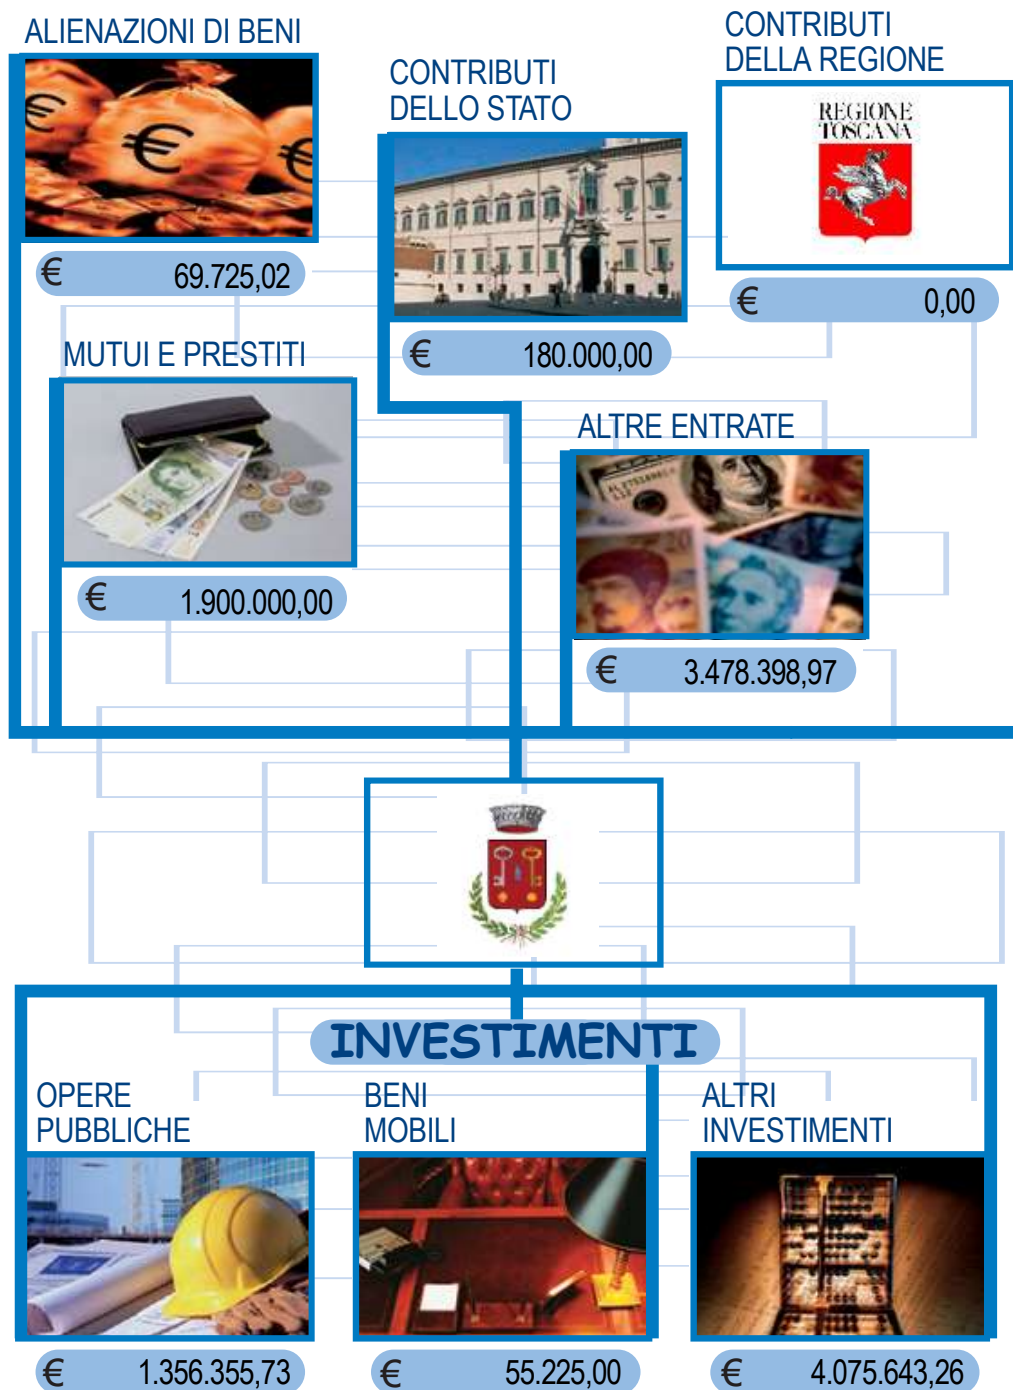 ALIENAZIONI DI BENI
€ 69.725,02
CONTRIBUTI
DELLO STATO
€ 180.000,00
CONTRIBUTI
DELLA REGIONE
REGIONE
TOSCANA
€ 0,00
MUTUI E PRESTITI
€ 1.900.000,00
ALTRE ENTRATE
€ 3.478.398,97
INVESTIMENTI
OPERE
PUBBLICHE
€ 1.356.355,73
BENI
MOBILI
€ 55.225,00
ALTRI
INVESTIMENTI
€ 4.075.643,26